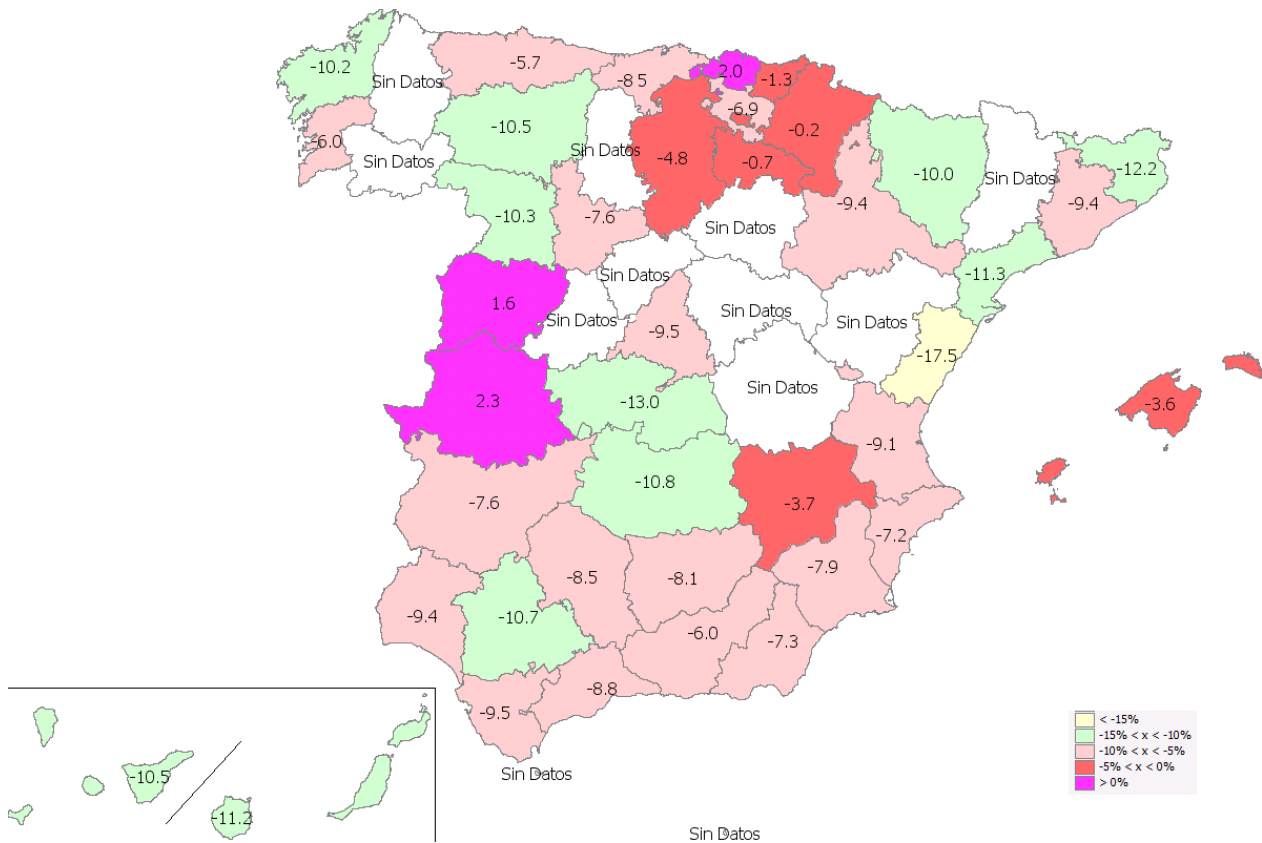 -10.2
Sin Datos
-5.7
-8.5
2.0
-1.3
-6.0
Sin Datos
-10.5
Sin Datos
-4.8
-6.9
-0.2
-0.7
-10.0
Sin Datos
-12.2
-9.4
-10.3
-7.6
Sin Datos
-9.4
-11.3
1.6
Sin Datos
Sin Datos
-9.5
Sin Datos
Sin Datos
-17.5
2.3
-13.0
Sin Datos
-3.6
-9.1
-7.6
-10.8
-3.7
-7.2
-9.4
-10.7
-8.5
-8.1
-7.9
-6.0
-7.3
-9.5
-8.8
Sin Datos
-10.5
-11.2
Sin Datos
< -15%
-15% < x < -10%
-10% < x < -5%
-5% < x < 0%
> 0%